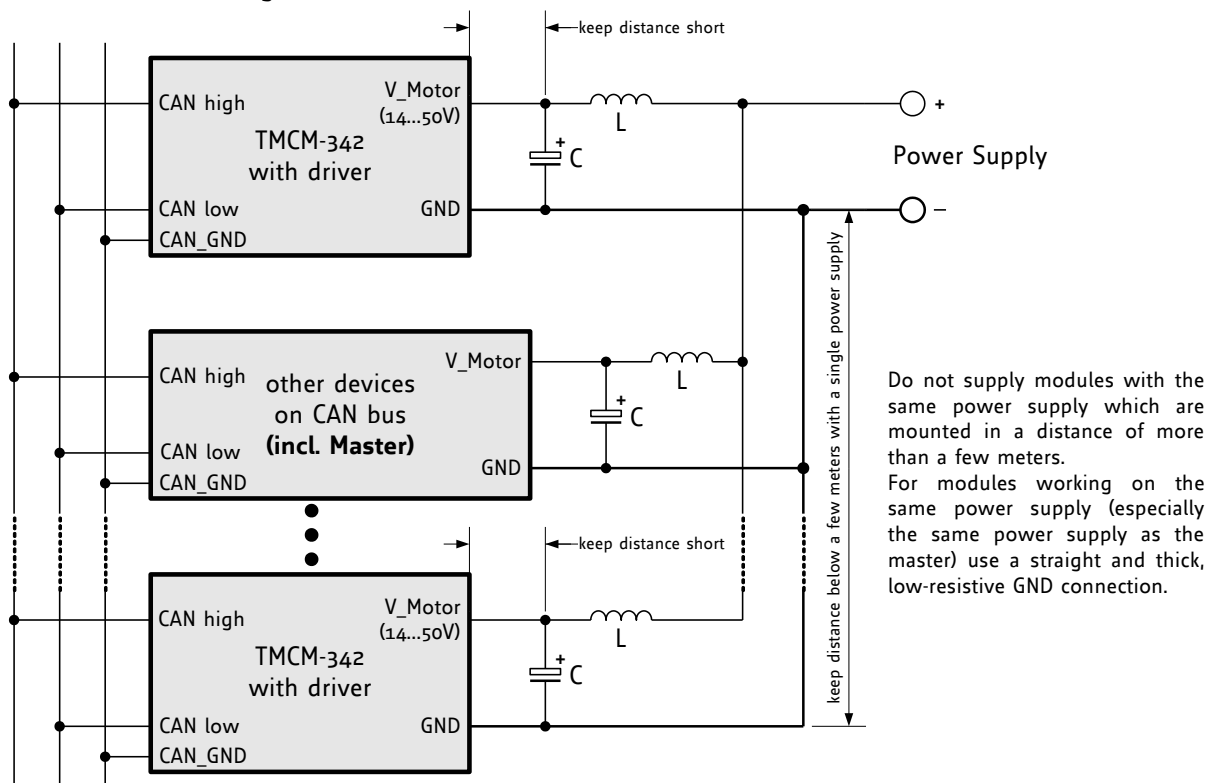 keep distance short
CAN high
V_Motor
(14...50V)
TMCM-342
with driver
CAN low
GND
CAN_GND
L
+
C
+
Power Supply
–
CAN high
V_Motor
other devices
on CAN bus
(incl. Master)
CAN low
GND
CAN_GND
L
+
C
keep distance below a few meters with a single power supply
Do not supply modules with the
same power supply which are
mounted in a distance of more
than a few meters.
For modules working on the
same power supply (especially
the same power supply as the
master) use a straight and thick,
low-resistive GND connection.
keep distance short
CAN high
V_Motor
(14...50V)
TMCM-342
with driver
CAN low
GND
CAN_GND
L
+
C